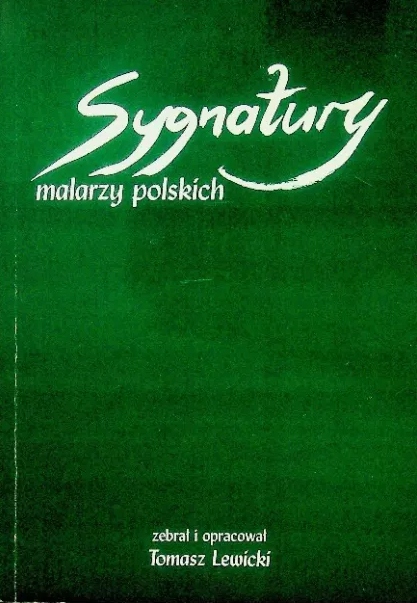 Sygnatury
malarzy polskich
zebrał i opracował
Tomasz Lewicki